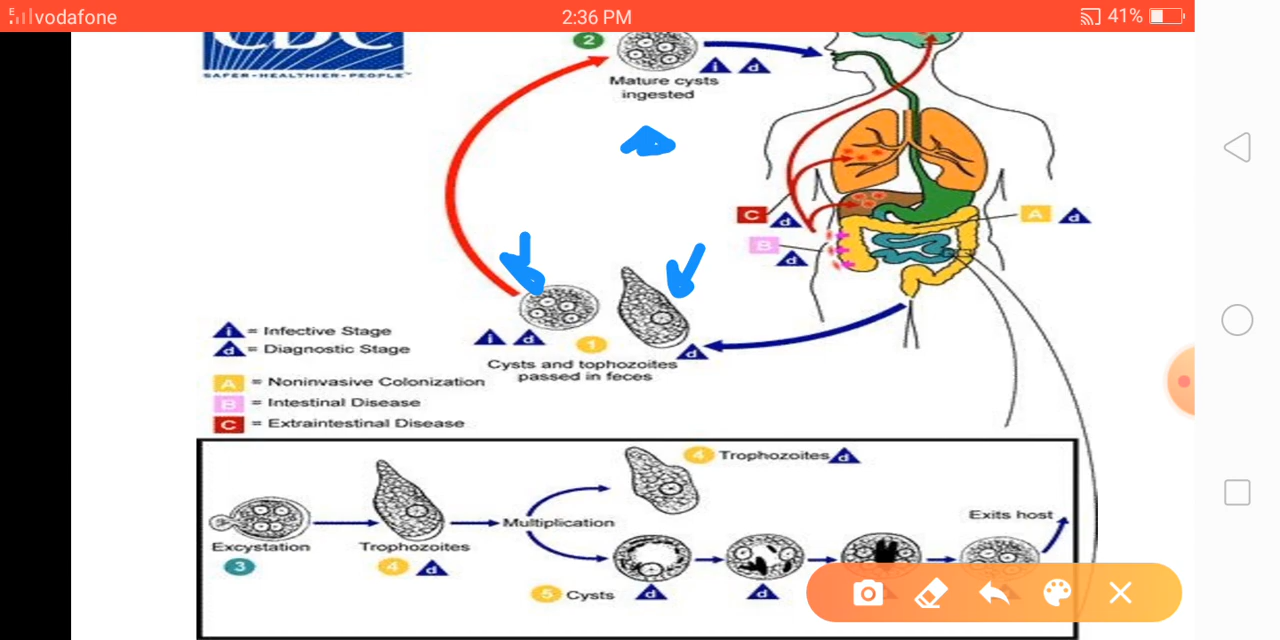 E vodafone
2:36 PM
41%
CDC
SAFER•HEALTHIER•PEOPLE™
2
i d
Mature cysts
ingested
C d
A d
B d
i d
1
d
Cysts and tophozoites
passed in feces
i = Infective Stage
d = Diagnostic Stage
A = Noninvasive Colonization
B = Intestinal Disease
C = Extraintestinal Disease
4 Trophozoites d
Multiplication
Exits host
Excystation
3
Trophozoites
4 d
5 Cysts d
d